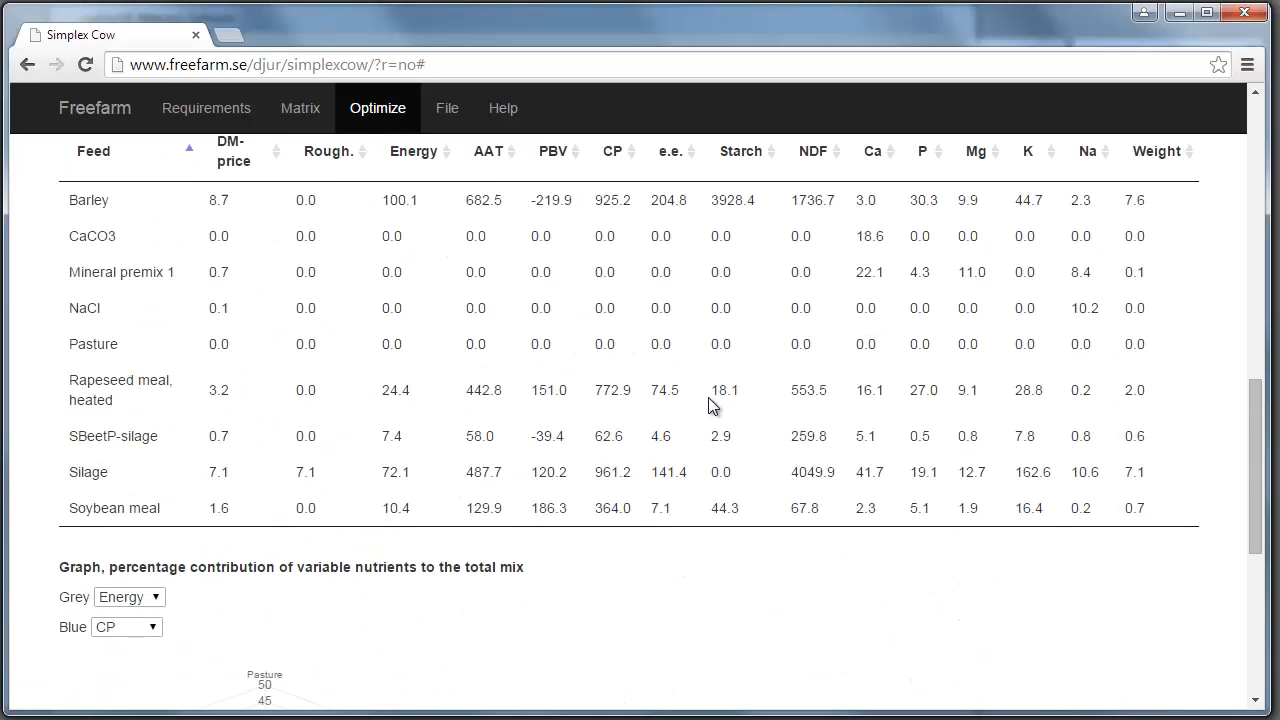 Simplex Cow
www.freefarm.se/djur/simplexcow/?r=no#
Freefarm Requirements Matrix Optimize File Help
Feed DM-price Rough. Energy AAT PBV CP e.e. Starch NDF Ca P Mg K Na Weight
Barley 8.7 0.0 100.1 682.5 -219.9 925.2 204.8 3928.4 1736.7 3.0 30.3 9.9 44.7 2.3 7.6
CaCO3 0.0 0.0 0.0 0.0 0.0 0.0 0.0 0.0 0.0 18.6 0.0 0.0 0.0 0.0 0.0
Mineral premix 1 0.7 0.0 0.0 0.0 0.0 0.0 0.0 0.0 0.0 22.1 4.3 11.0 0.0 8.4 0.1
NaCl 0.1 0.0 0.0 0.0 0.0 0.0 0.0 0.0 0.0 0.0 0.0 0.0 0.0 10.2 0.0
Pasture 0.0 0.0 0.0 0.0 0.0 0.0 0.0 0.0 0.0 0.0 0.0 0.0 0.0 0.0 0.0
Rapeseed meal, heated 3.2 0.0 24.4 442.8 151.0 772.9 74.5 18.1 553.5 16.1 27.0 9.1 28.8 0.2 2.0
SBeetP-silage 0.7 0.0 7.4 58.0 -39.4 62.6 4.6 2.9 259.8 5.1 0.5 0.8 7.8 0.8 0.6
Silage 7.1 7.1 72.1 487.7 120.2 961.2 141.4 0.0 4049.9 41.7 19.1 12.7 162.6 10.6 7.1
Soybean meal 1.6 0.0 10.4 129.9 186.3 364.0 7.1 44.3 67.8 2.3 5.1 1.9 16.4 0.2 0.7
Graph, percentage contribution of variable nutrients to the total mix
Grey Energy
Blue CP
Pasture
50
45